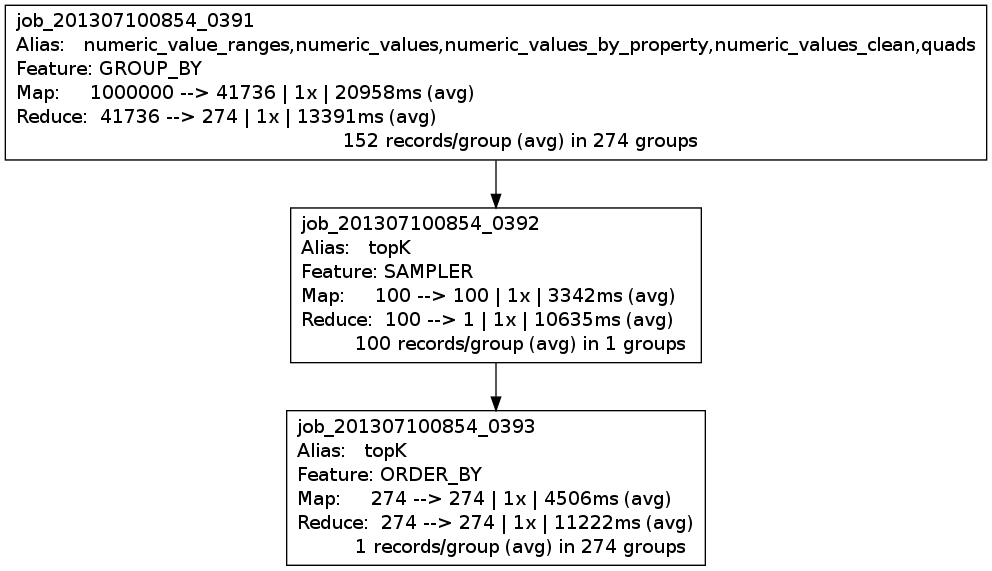 job_201307100854_0391
Alias: numeric_value_ranges,numeric_values,numeric_values_by_property,numeric_values_clean,quads
Feature: GROUP_BY
Map: 1000000 --> 41736 | 1x | 20958ms (avg)
Reduce: 41736 --> 274 | 1x | 13391ms (avg)
152 records/group (avg) in 274 groups
job_201307100854_0392
Alias: topK
Feature: SAMPLER
Map: 100 --> 100 | 1x | 3342ms (avg)
Reduce: 100 --> 1 | 1x | 10635ms (avg)
100 records/group (avg) in 1 groups
job_201307100854_0393
Alias: topK
Feature: ORDER_BY
Map: 274 --> 274 | 1x | 4506ms (avg)
Reduce: 274 --> 274 | 1x | 11222ms (avg)
1 records/group (avg) in 274 groups